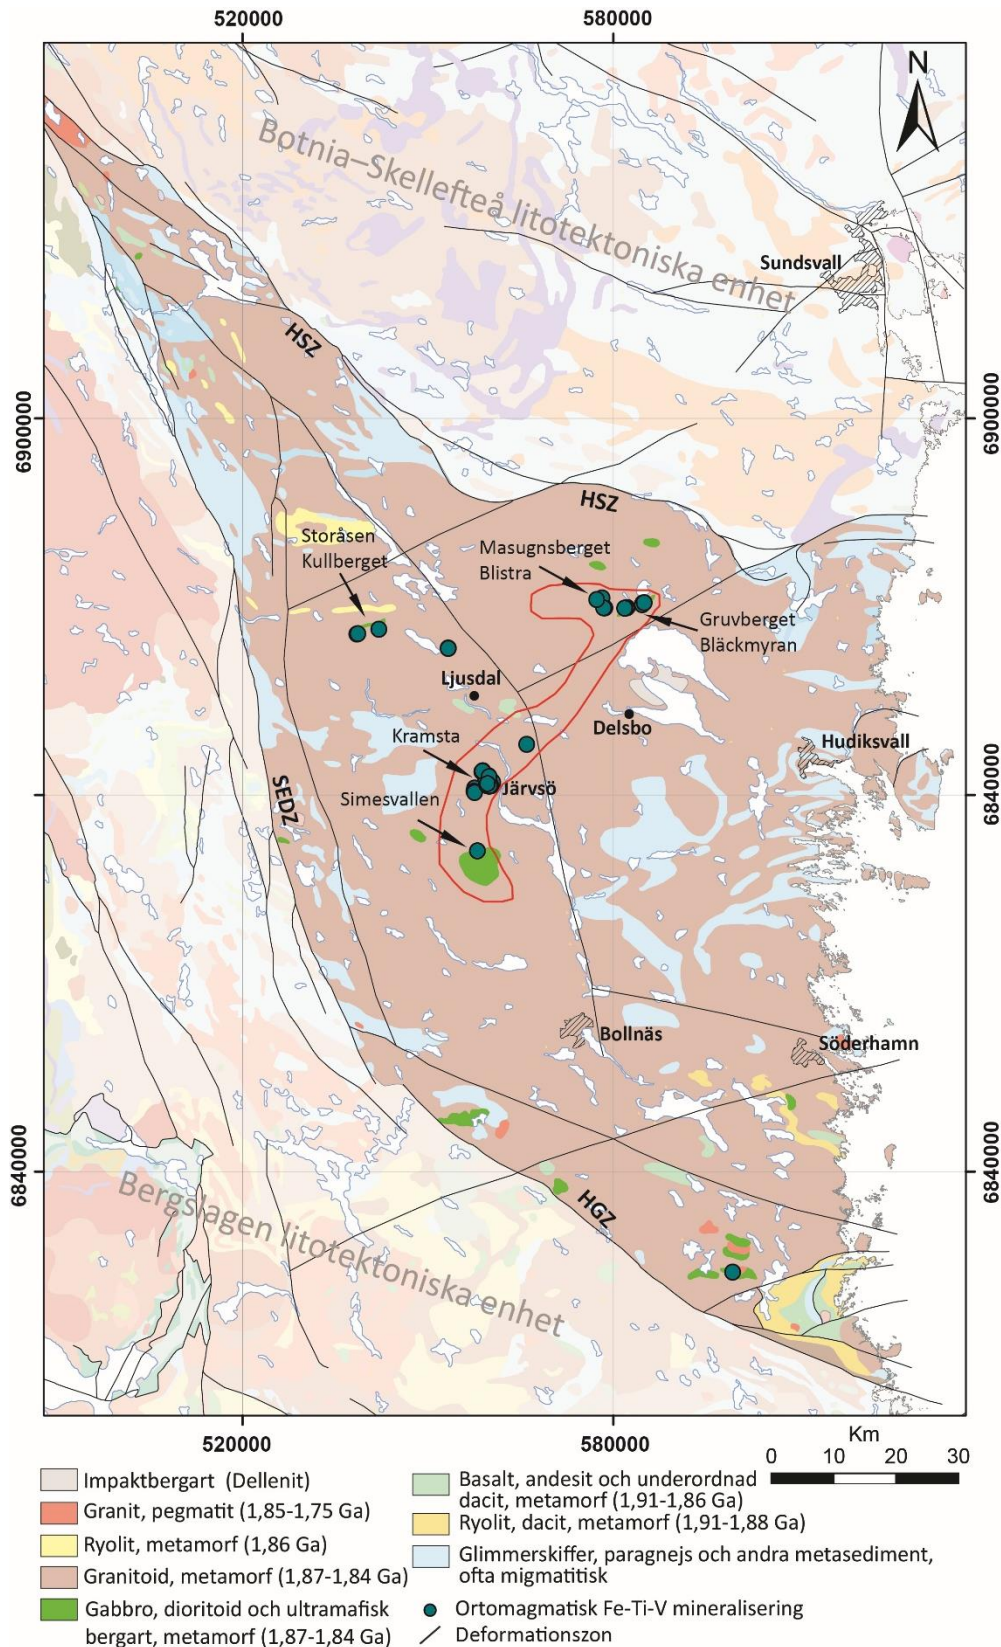 520000
580000
N
Botnia–Skellefteå litotektoniska enhet
Sundsvall
HSZ
6900000
6900000
HSZ
Storåsen
Kullberget
Masugnsberget
Blistra
Gruvberget
Bläckmyran
Ljusdal
Delsbo
Kramsta
Hudiksvall
Järvsö
Simesvallen
SEDZ
6840000
6840000
Bollnäs
Söderhamn
6840000
6840000
Bergslagen litotektoniska enhet
HGZ
520000
580000
Km
0 10 20 30
Impaktbergart (Dellenit)
Granit, pegmatit (1,85-1,75 Ga)
Ryolit, metamorf (1,86 Ga)
Granitoid, metamorf (1,87-1,84 Ga)
Gabbro, dioritoid och ultramafisk
bergart, metamorf (1,87-1,84 Ga)
Basalt, andesit och underordnad
dacit, metamorf (1,91-1,86 Ga)
Ryolit, dacit, metamorf (1,91-1,88 Ga)
Glimmerskiffer, paragnejs och andra metasediment,
ofta migmatitisk
Ortomagmatisk Fe-Ti-V mineralisering
Deformationszon